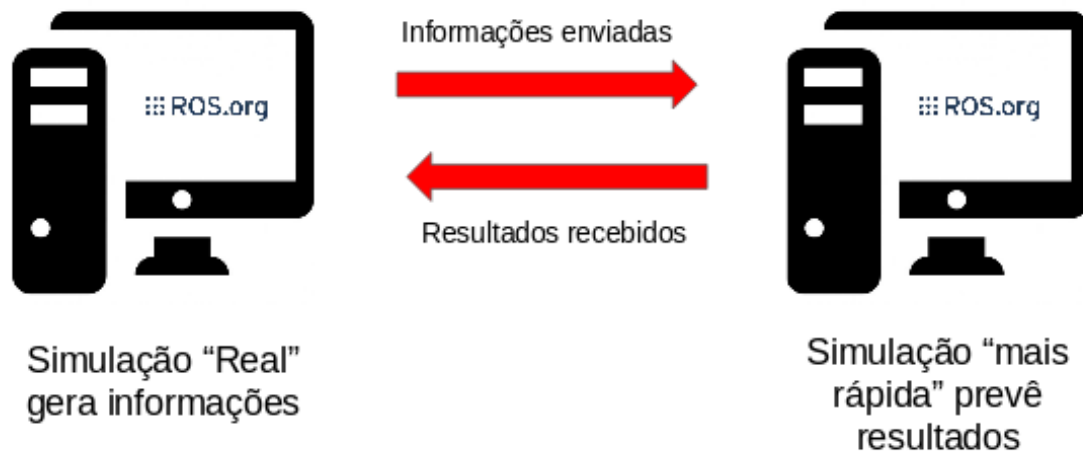 Informações enviadas
ROS.org
ROS.org
Resultados recebidos
Simulação “Real”
gera informações
Simulação “mais
rápida” prevê
resultados